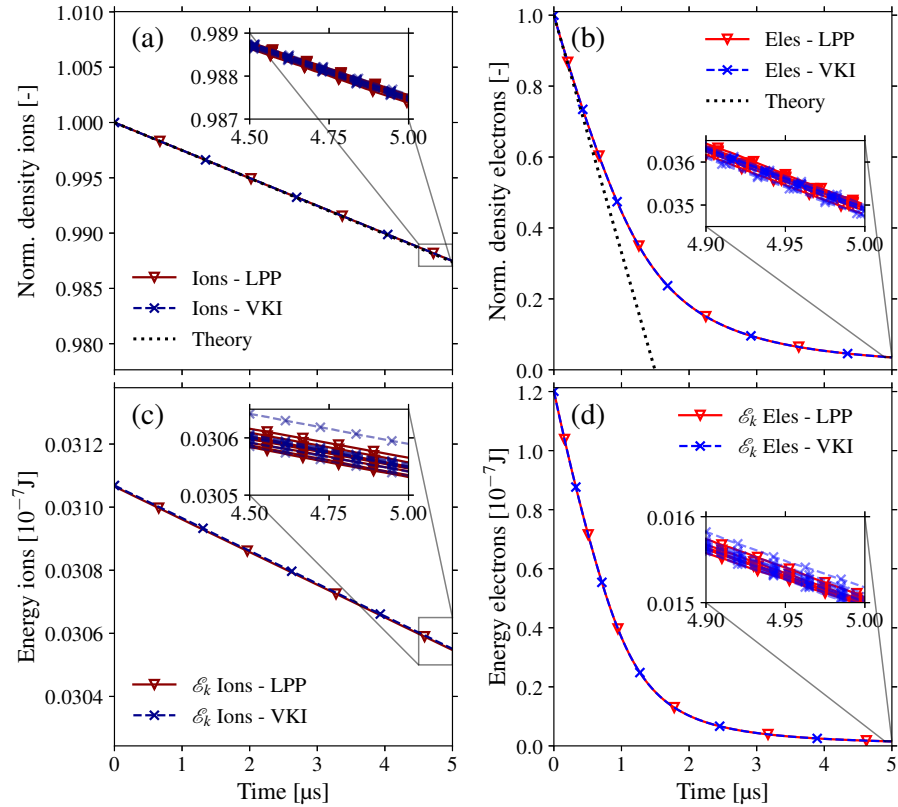 (a)
Norm. density ions [-]
1.010
1.005
1.000
0.995
0.990
0.985
0.980
0.989
0.988
0.987
4.50
4.75
5.00
Ions - LPP
Ions - VKI
Theory
(b)
Norm. density electrons [-]
1.0
0.8
0.6
0.4
0.2
0.0
Eles - LPP
Eles - VKI
Theory
0.036
0.035
4.90
4.95
5.00
(c)
Energy ions [10⁻⁷J]
0.0312
0.0310
0.0308
0.0306
0.0304
0.0306
0.0305
4.50
4.75
5.00
ℰₖ Ions - LPP
ℰₖ Ions - VKI
0 1 2 3 4 5
Time [μs]
(d)
Energy electrons [10⁻⁷J]
1.2
1.0
0.8
0.6
0.4
0.2
0.0
ℰₖ Eles - LPP
ℰₖ Eles - VKI
0.016
0.015
4.90
4.95
5.00
0 1 2 3 4 5
Time [μs]